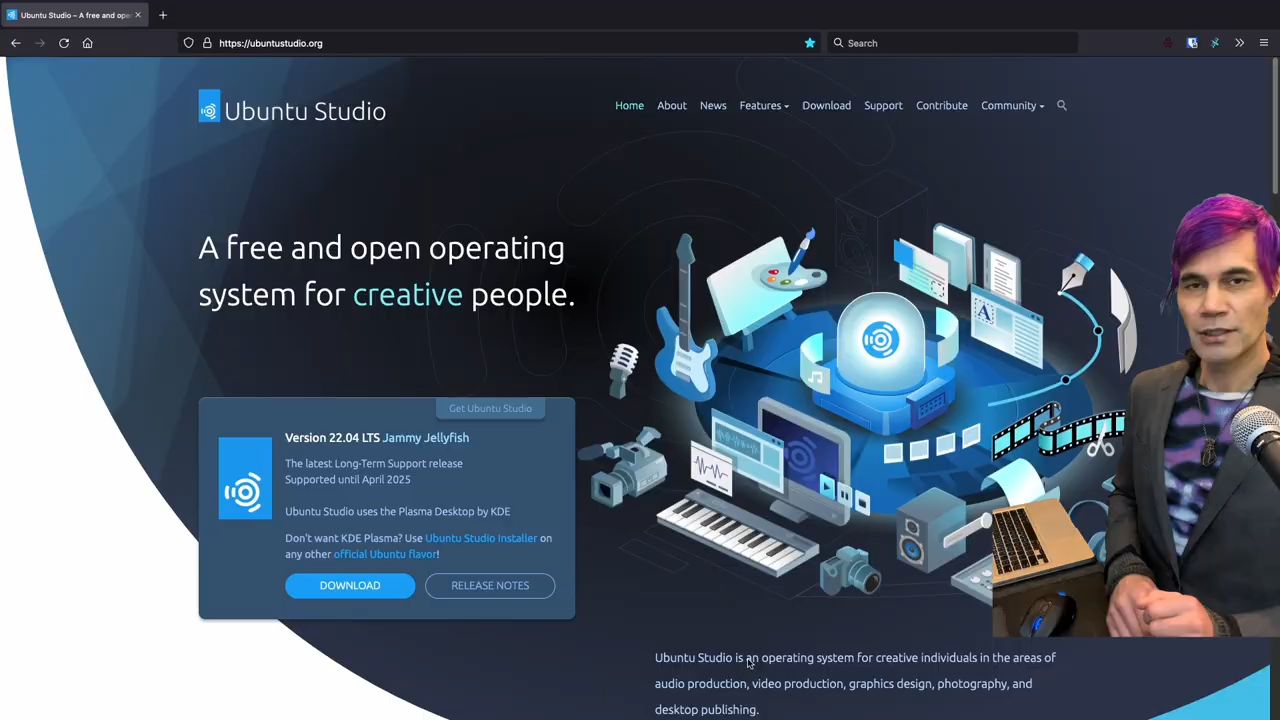 Ubuntu Studio – A free and ope
https://ubuntustudio.org
Search
Ubuntu Studio
Home About News Features Download Support Contribute Community
A free and open operating
system for creative people.
Get Ubuntu Studio
Version 22.04 LTS Jammy Jellyfish
The latest Long-Term Support release
Supported until April 2025
Ubuntu Studio uses the Plasma Desktop by KDE
Don't want KDE Plasma? Use Ubuntu Studio Installer on
any other official Ubuntu flavor!
DOWNLOAD RELEASE NOTES
A
Ubuntu Studio is an operating system for creative individuals in the areas of
audio production, video production, graphics design, photography, and
desktop publishing.